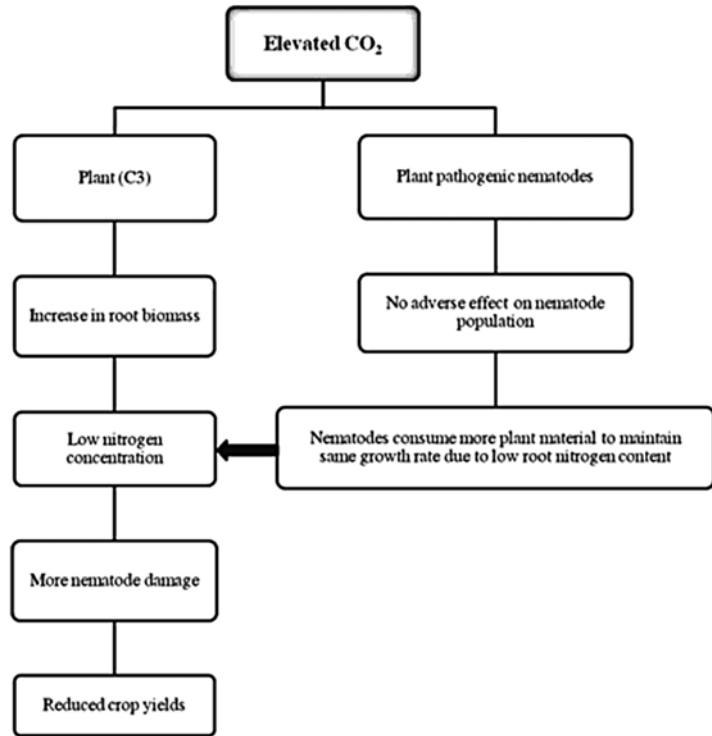 Elevated CO₂
Plant (C3)
Plant pathogenic nematodes
Increase in root biomass
No adverse effect on nematode
population
Low nitrogen
concentration
Nematodes consume more plant material to maintain
same growth rate due to low root nitrogen content
More nematode damage
Reduced crop yields